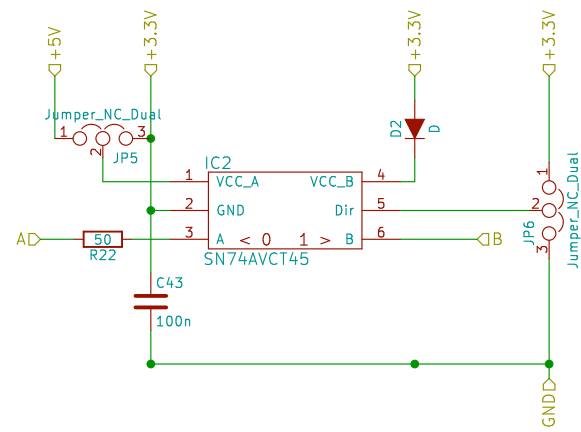 +5V
+3.3V
+3.3V
+3.3V
Jumper_NC_Dual
1
3
2
JP5
D2
D
IC2
1
VCC_A
VCC_B
4
2
GND
Dir
5
3
A
< 0
1 >
B
6
SN74AVCT45
A
50
R22
B
1
2
3
JP6
Jumper_NC_Dual
C43
100n
GND